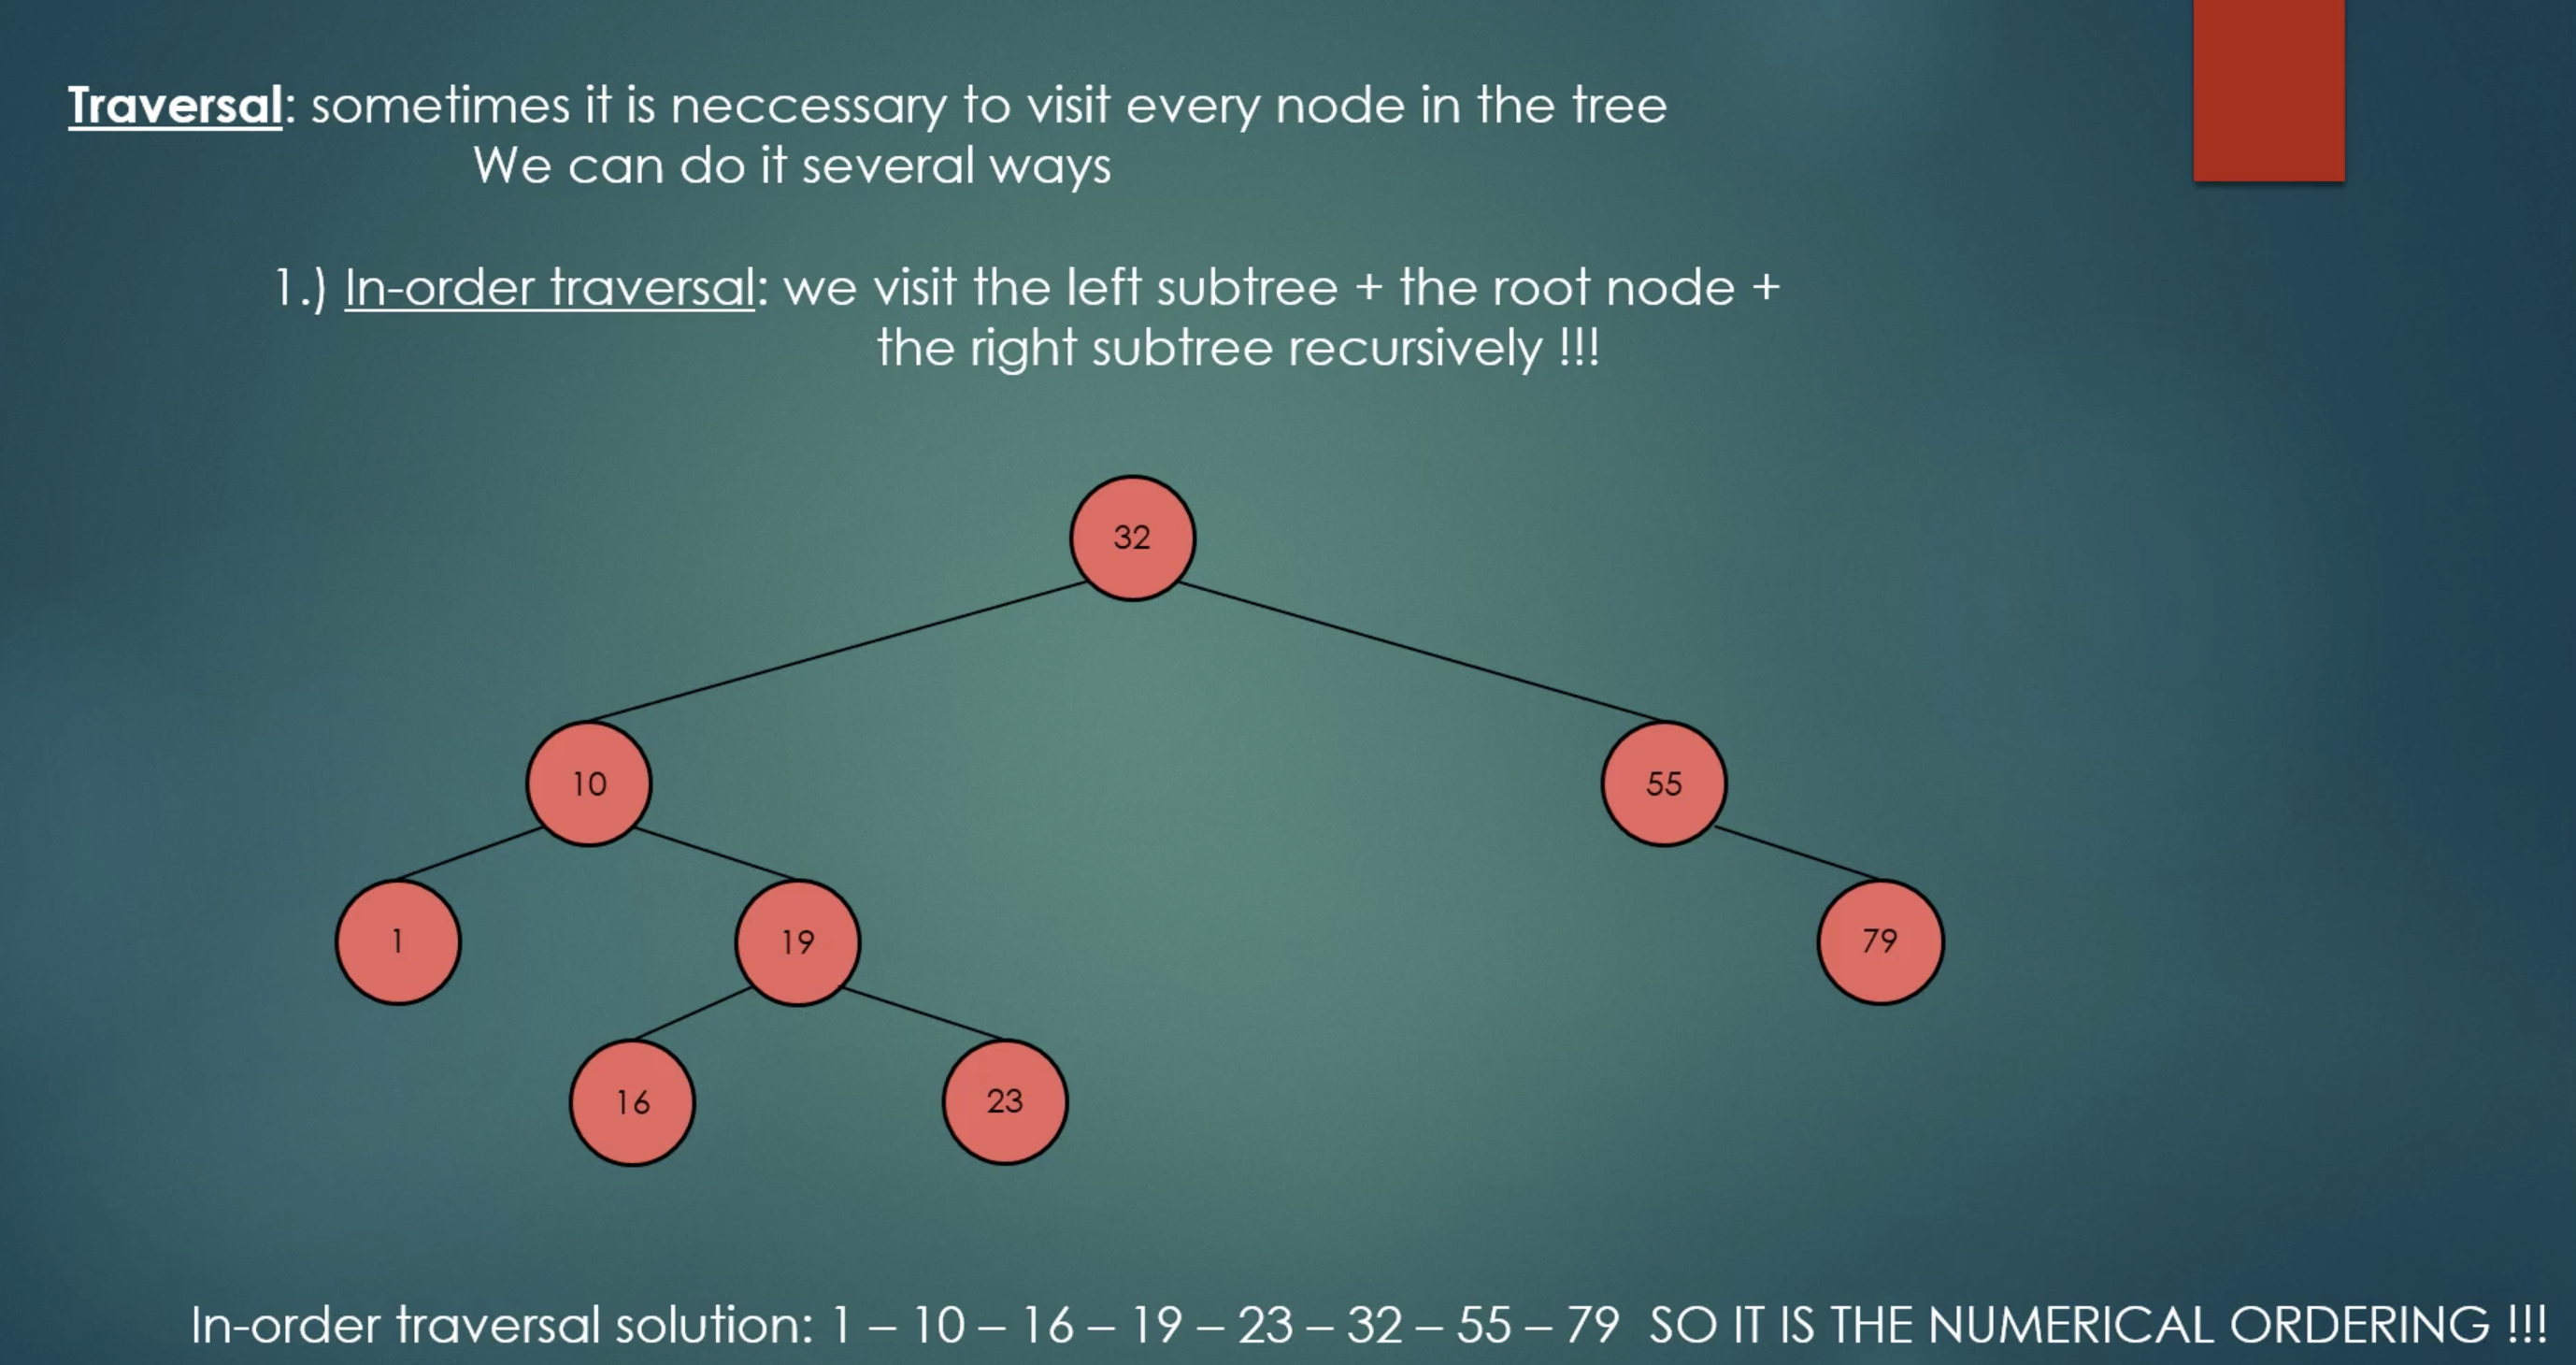 Traversal: sometimes it is neccessary to visit every node in the tree
We can do it several ways
1.) In-order traversal: we visit the left subtree + the root node +
the right subtree recursively !!!
32
10
55
1
19
79
16
23
In-order traversal solution: 1 – 10 – 16 – 19 – 23 – 32 – 55 – 79 SO IT IS THE NUMERICAL ORDERING !!!